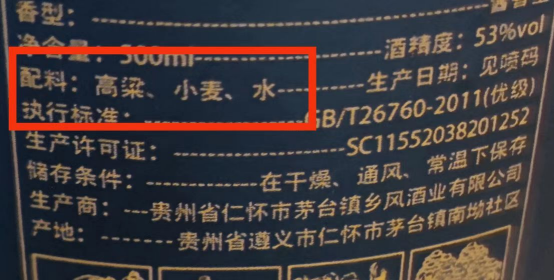 香型：酱香型
净含量：500ml 酒精度：53%vol
配料：高粱、小麦、水 生产日期：见喷码
执行标准：GB/T26760-2011(优级)
生产许可证：SC11552038201252
储存条件：在干燥、通风、常温下保存
生产商：贵州省仁怀市茅台镇乡风酒业有限公司
产地：贵州省遵义市仁怀市茅台镇南坳社区